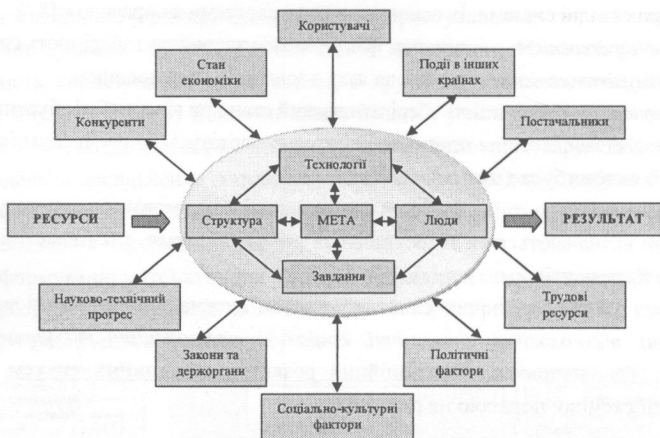 Користувачі
Стан
економіки
Події в інших
країнах
Конкуренти
Постачальники
Технології
РЕСУРСИ
Структура
МЕТА
Люди
РЕЗУЛЬТАТ
Завдання
Науково-технічний
прогрес
Трудові
ресурси
Закони та
держоргани
Політичні
фактори
Соціально-культурні
фактори